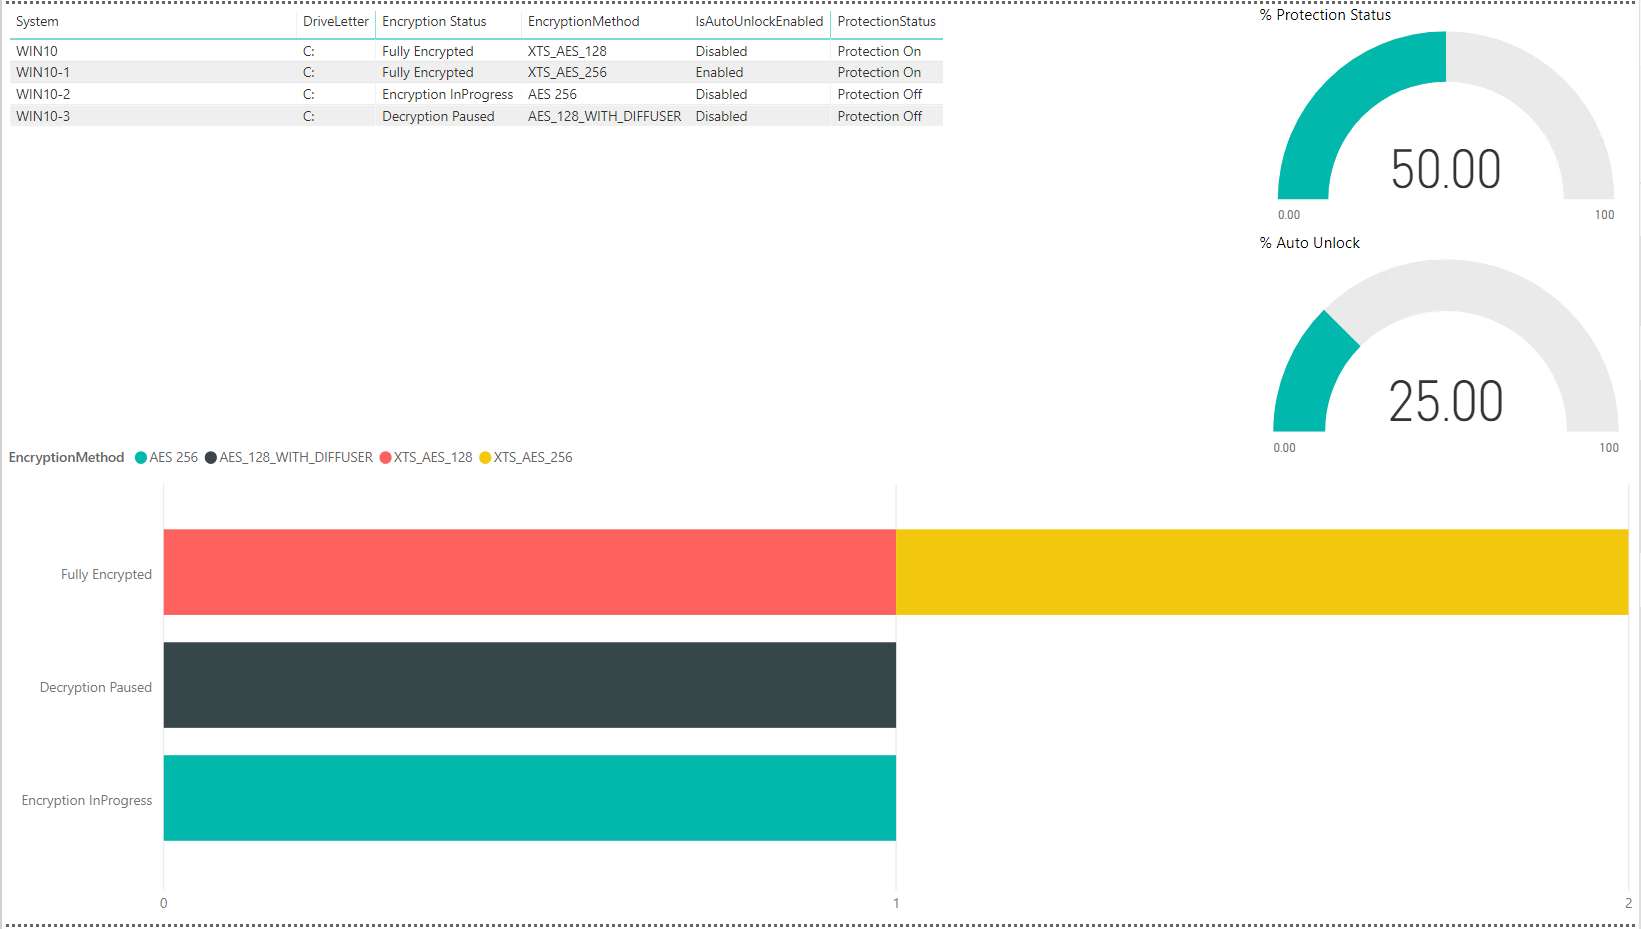 System DriveLetter Encryption Status EncryptionMethod IsAutoUnlockEnabled ProtectionStatus
WIN10 C: Fully Encrypted XTS_AES_128 Disabled Protection On
WIN10-1 C: Fully Encrypted XTS_AES_256 Enabled Protection On
WIN10-2 C: Encryption InProgress AES 256 Disabled Protection Off
WIN10-3 C: Decryption Paused AES_128_WITH_DIFFUSER Disabled Protection Off
% Protection Status
50.00
0.00 100
% Auto Unlock
25.00
0.00 100
EncryptionMethod AES 256 AES_128_WITH_DIFFUSER XTS_AES_128 XTS_AES_256
Fully Encrypted
Decryption Paused
Encryption InProgress
0 1 2